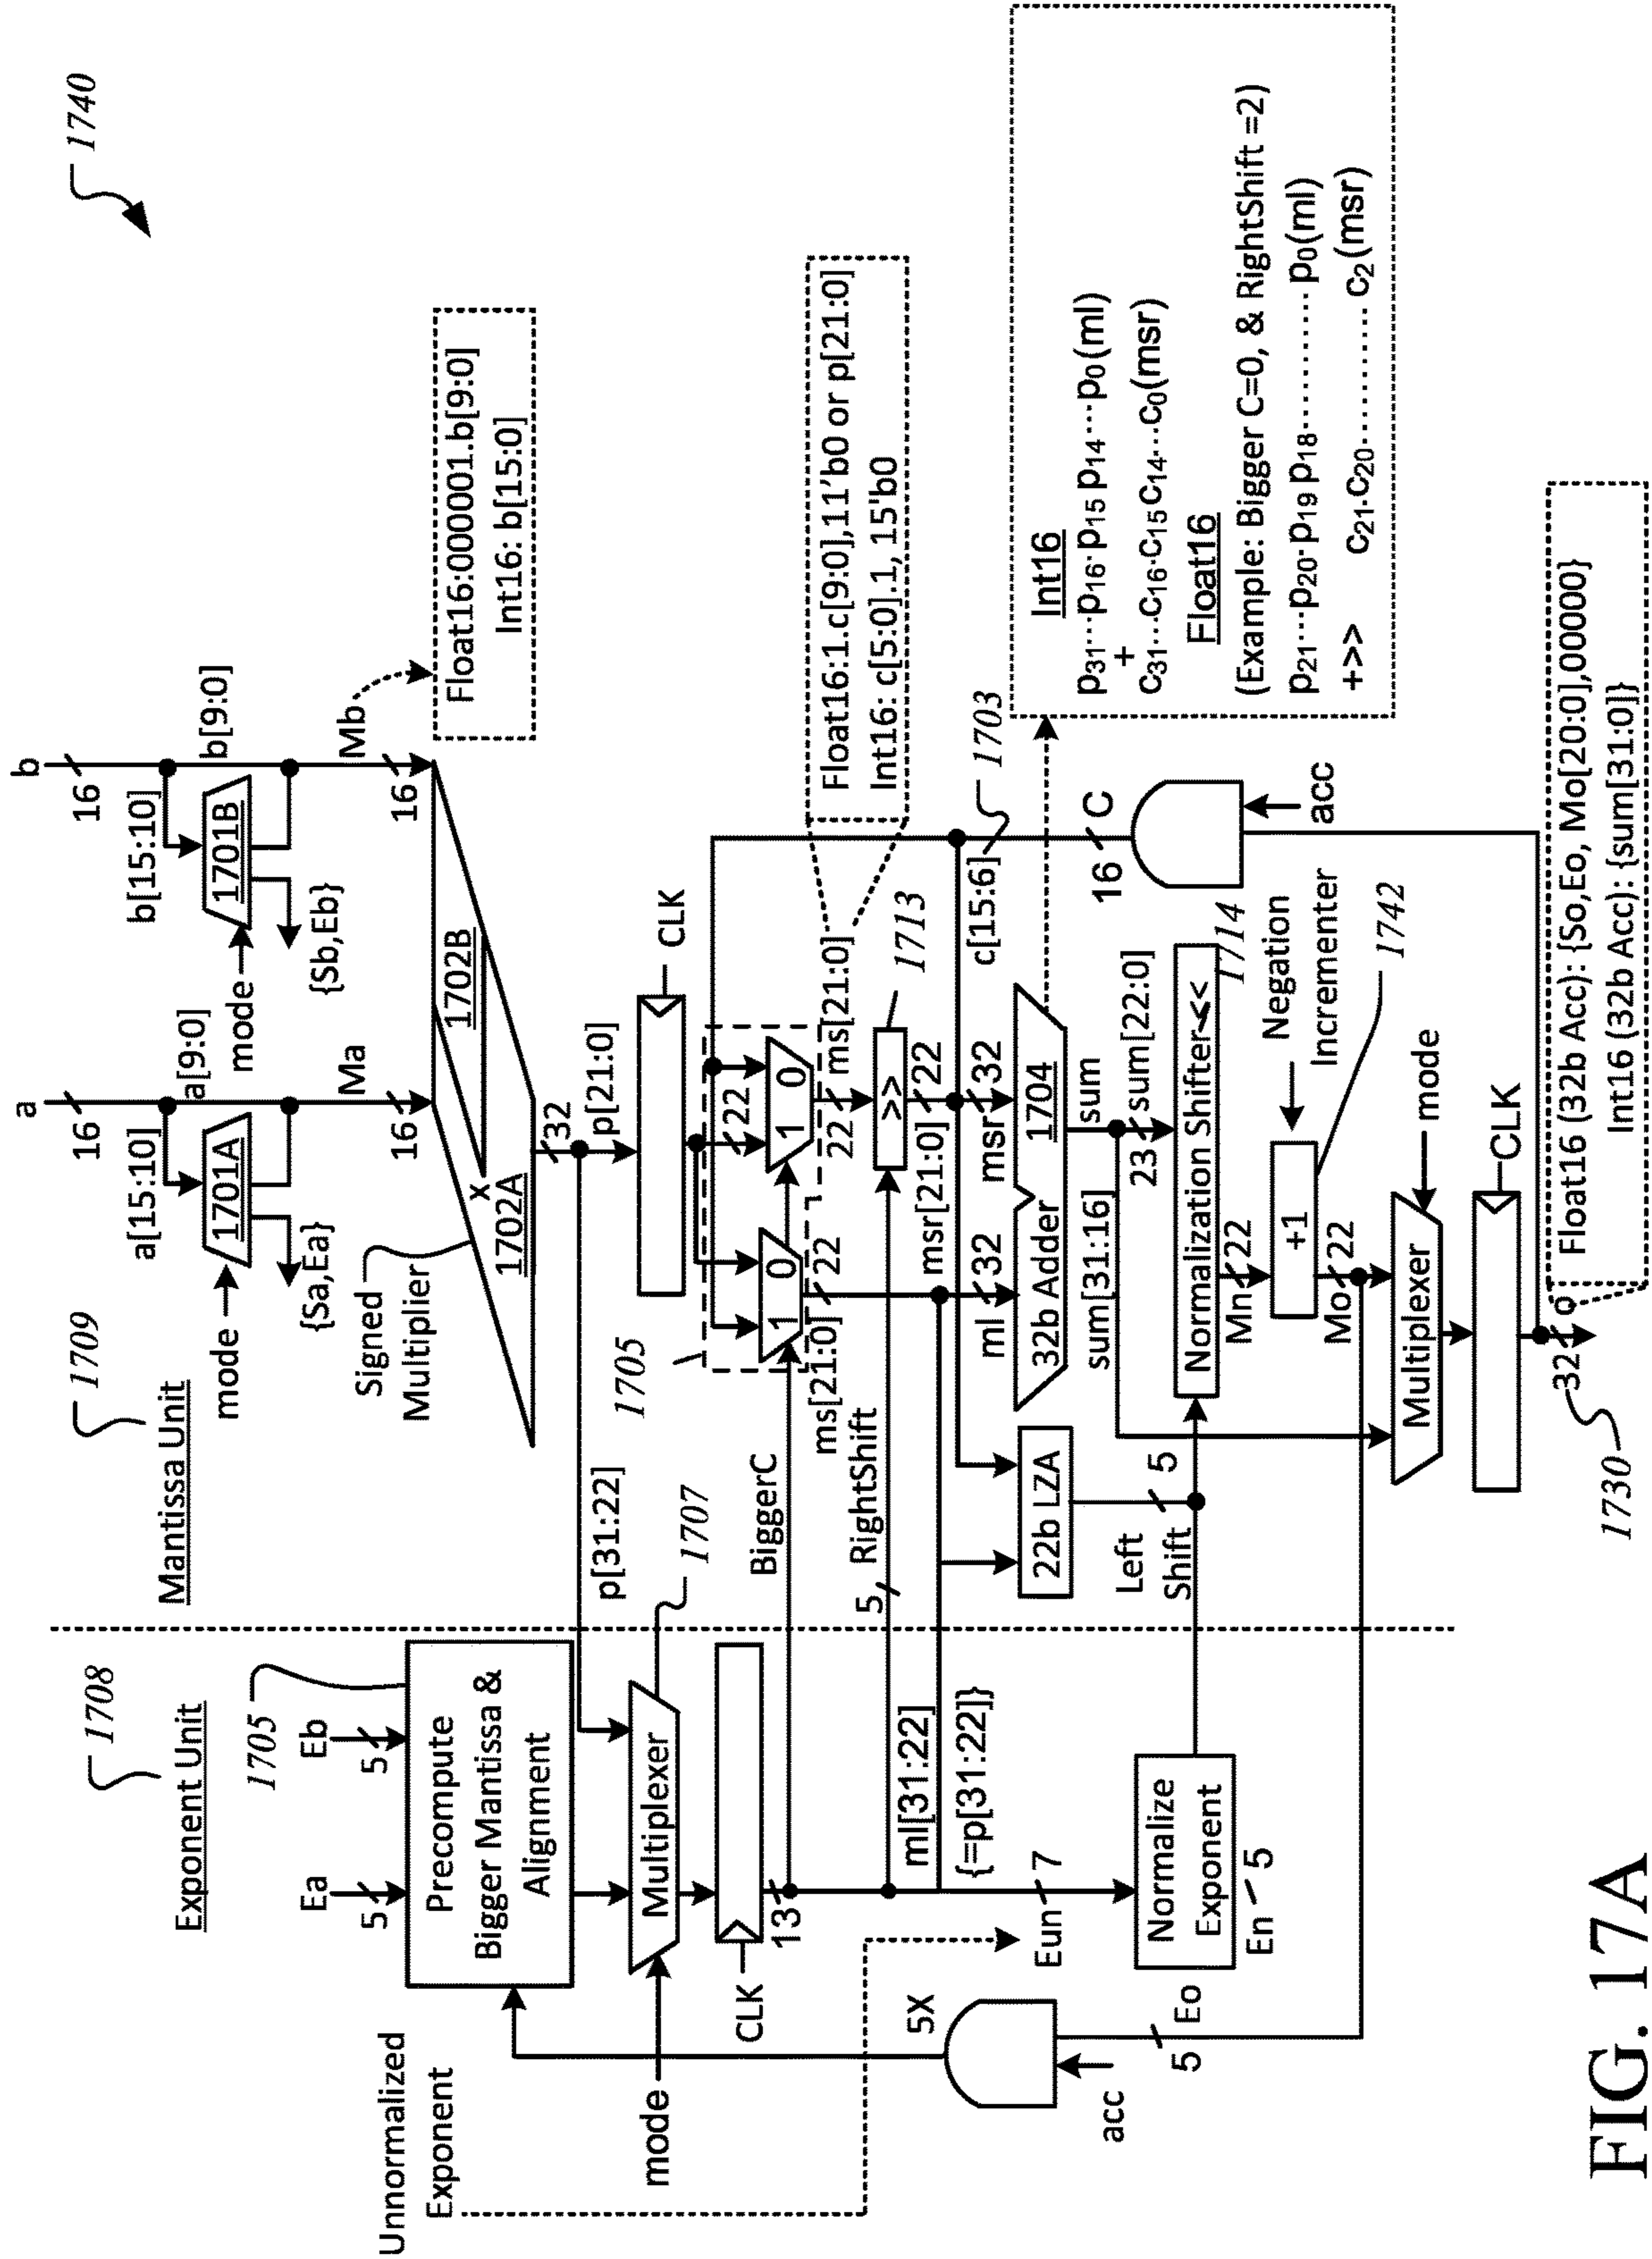 1740
1709
Mantissa Unit
a
16
a[15:10]
a[9:0]
1701A
mode
{Sa,Ea}
Ma
16
b
16
b[15:10]
b[9:0]
1701B
mode
{Sb,Eb}
Mb
16
Float16:000001.b[9:0]
Int16: b[15:0]
Signed
Multiplier
1702A
x
1702B
32
p[21:0]
p[31:22]
CLK
1705
22
1 0
1 0
22
22
ms[21:0]
ms[21:0]
Float16:1.c[9:0],11'b0 or p[21:0]
Int16: c[5:0].1, 15'b0
BiggerC
RightShift
5
>>
1713
22
msr[21:0]
c[15:6]
1703
16
C
acc
ml
32
msr
32
32b Adder
1704
sum
Int16
p31...p16.p15 p14...p0(ml)
+
c31...c16.c15c14...c0(msr)
Float16
(Example: Bigger C=0, & RightShift =2)
p21...p20.p19 p18...........p0(ml)
+>> c21.c20...........c2(msr)
22b LZA
Left
Shift
5
sum[31:16]
23
sum[22:0]
Normalization Shifter<<
1714
Mn
22
+1
Negation
Incrementer
1742
Mo
22
Multiplexer
mode
CLK
32
o
1730
Float16 (32b Acc): {So,Eo, Mo[20:0],00000}
Int16 (32b Acc): {sum[31:0]}
1708
Exponent Unit
1705
Ea
5
Eb
5
Precompute
Bigger Mantissa &
Alignment
Multiplexer
1707
mode
CLK
13
ml[31:22]
{=p[31:22]}
Unnormalized
Exponent
Eun
7
Normalize
Exponent
En
5
5X
acc
5
Eo
FIG. 17A